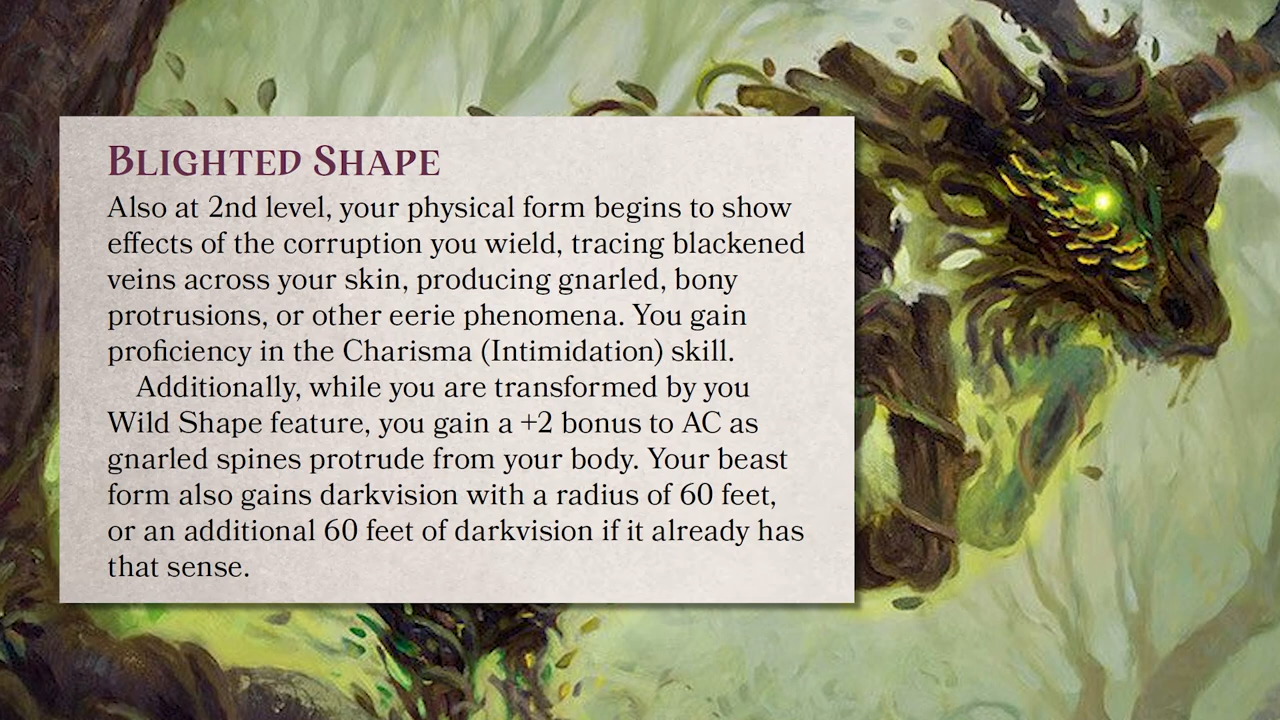 Blighted Shape
Also at 2nd level, your physical form begins to show
effects of the corruption you wield, tracing blackened
veins across your skin, producing gnarled, bony
protrusions, or other eerie phenomena. You gain
proficiency in the Charisma (Intimidation) skill.
Additionally, while you are transformed by you
Wild Shape feature, you gain a +2 bonus to AC as
gnarled spines protrude from your body. Your beast
form also gains darkvision with a radius of 60 feet,
or an additional 60 feet of darkvision if it already has
that sense.